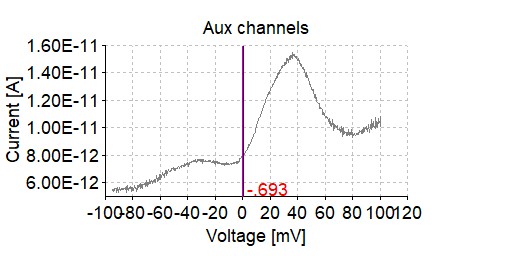 Aux channels
1.60E-11
1.40E-11
1.20E-11
1.00E-11
8.00E-12
6.00E-12
Current [A]
-.693
-100 -80 -60 -40 -20 0 20 40 60 80 100 120
Voltage [mV]